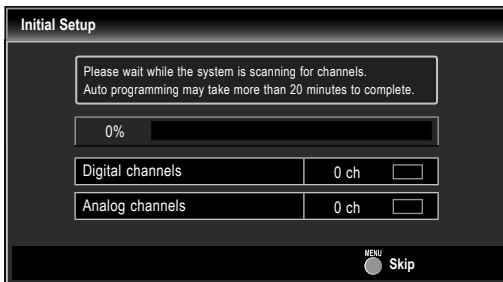 Initial Setup
Please wait while the system is scanning for channels.
Auto programming may take more than 20 minutes to complete.
0%
Digital channels 0 ch
Analog channels 0 ch
MENU
Skip